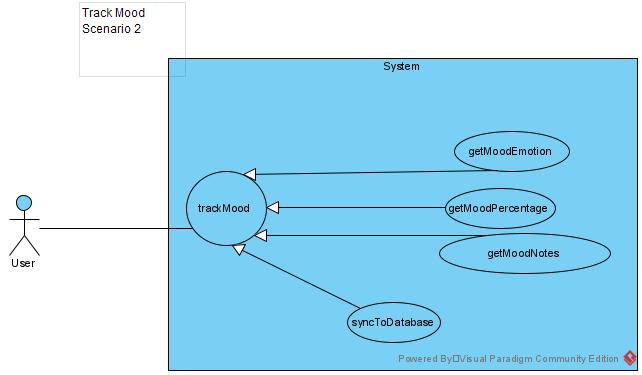 Track Mood
Scenario 2
System
getMoodEmotion
trackMood
getMoodPercentage
getMoodNotes
User
syncToDatabase
Powered By□Visual Paradigm Community Edition